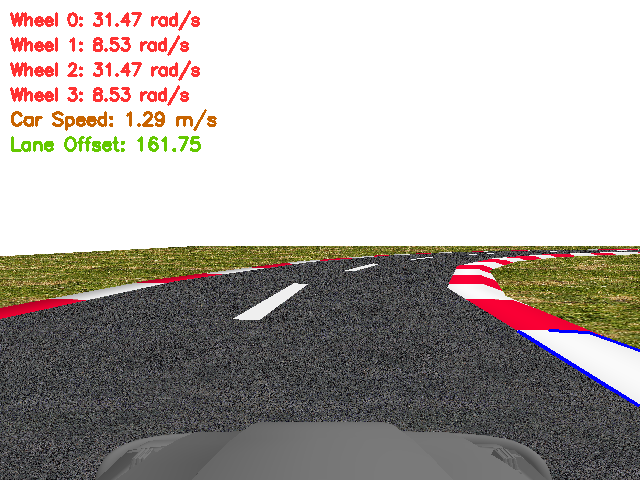 Wheel 0: 31.47 rad/s
Wheel 1: 8.53 rad/s
Wheel 2: 31.47 rad/s
Wheel 3: 8.53 rad/s
Car Speed: 1.29 m/s
Lane Offset: 161.75